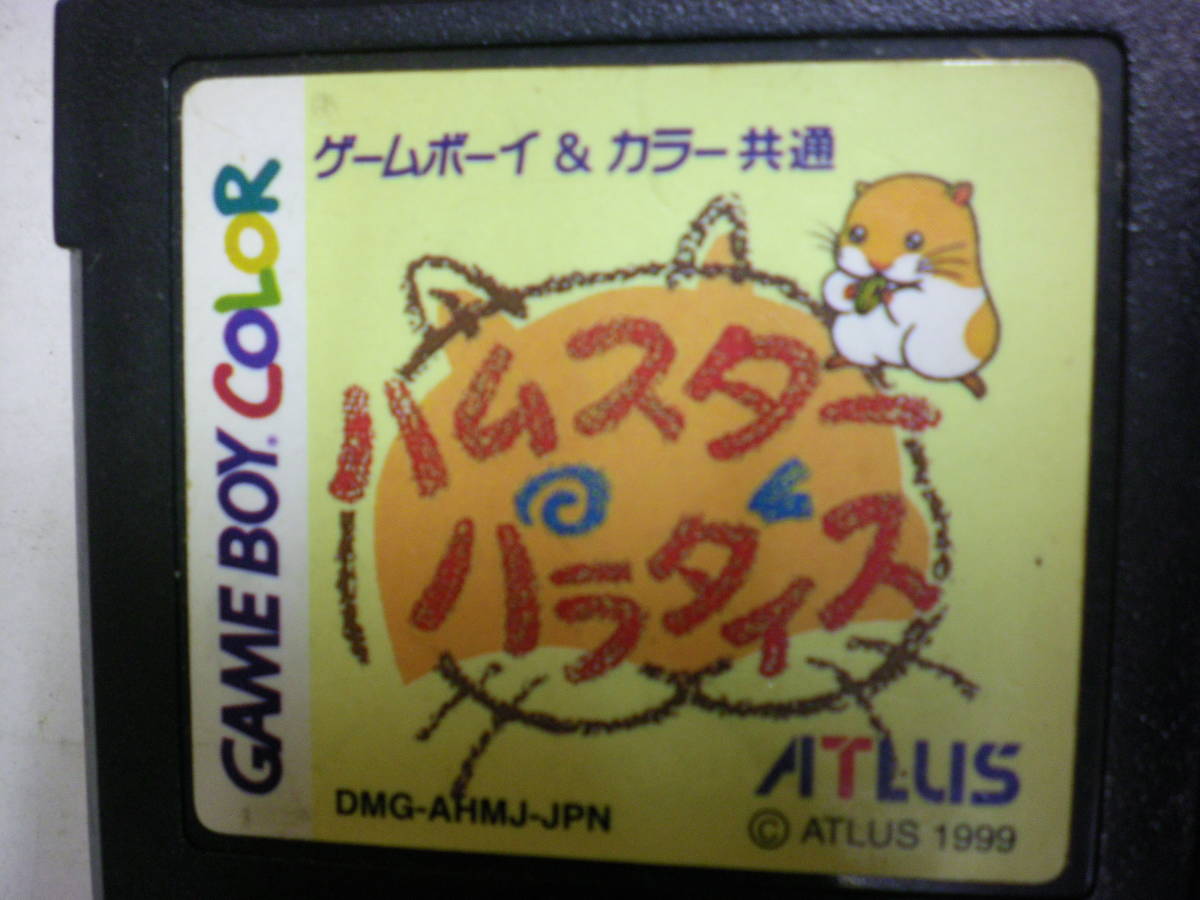 GAME BOY COLOR
ゲームボーイ & カラー 共通
ハムスター
パラダイス
ATLUS
DMG-AHMJ-JPN
© ATLUS 1999